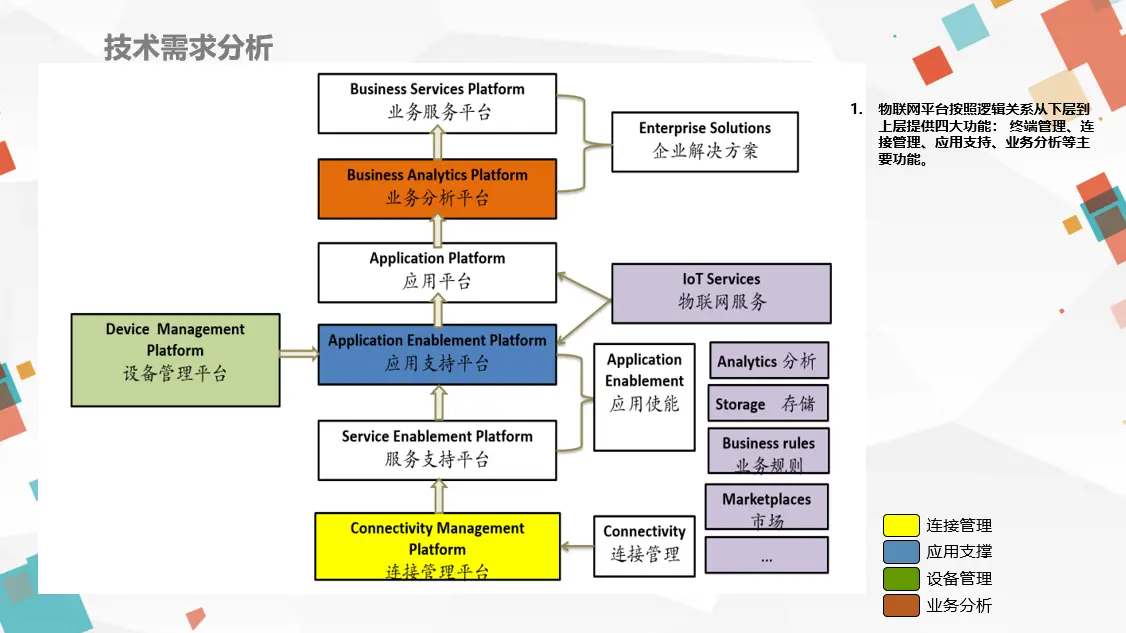 技术需求分析
Business Services Platform
业务服务平台
Enterprise Solutions
企业解决方案
Business Analytics Platform
业务分析平台
Application Platform
应用平台
IoT Services
物联网服务
Device Management
Platform
设备管理平台
Application Enablement Platform
应用支持平台
Application
Enablement
应用使能
Analytics 分析
Storage 存储
Business rules
业务规则
Marketplaces
市场
...
Service Enablement Platform
服务支持平台
Connectivity Management
Platform
连接管理平台
Connectivity
连接管理
1. 物联网平台按照逻辑关系从下层到
上层提供四大功能： 终端管理、连
接管理、应用支持、业务分析等主
要功能。
连接管理
应用支撑
设备管理
业务分析